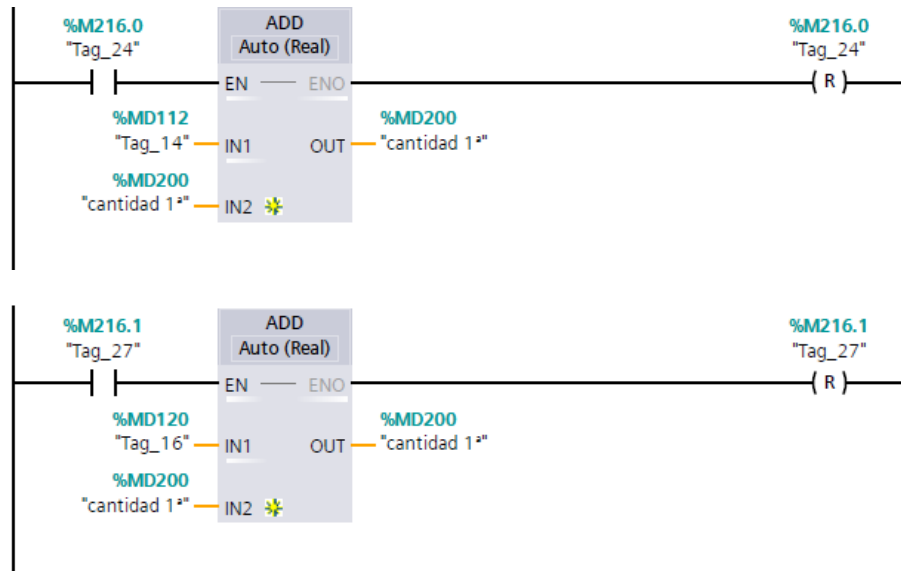 %M216.0 ADD %M216.0
"Tag_24" Auto (Real) "Tag_24"
EN ENO R
%MD112 %MD200
"Tag_14" IN1 OUT "cantidad 1ª"
%MD200
"cantidad 1ª" IN2
%M216.1 ADD %M216.1
"Tag_27" Auto (Real) "Tag_27"
EN ENO R
%MD120 %MD200
"Tag_16" IN1 OUT "cantidad 1ª"
%MD200
"cantidad 1ª" IN2